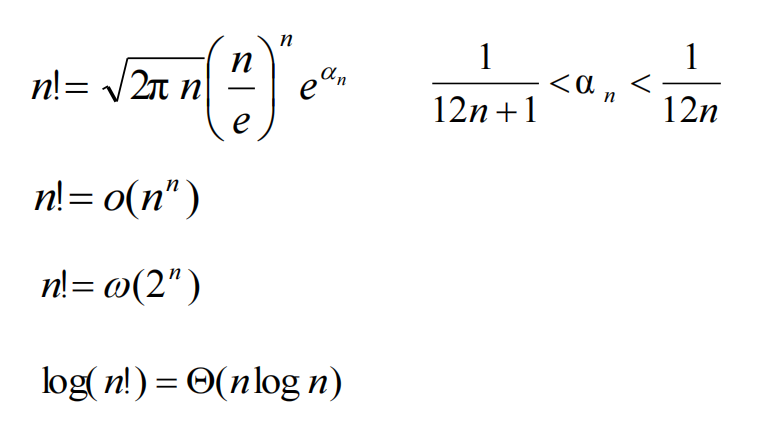 n!= √(2π n) (n/e)^n e^(α_n)    1/(12n+1) < α_n < 1/(12n)
n!= o(n^n)
n!= ω(2^n)
log( n!) = Θ(n log n)